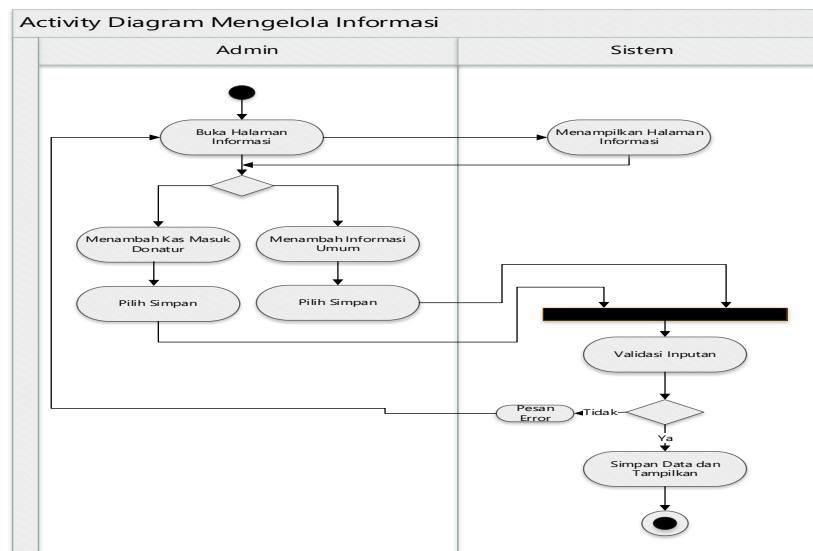 Activity Diagram Mengelola Informasi
Admin
Sistem
Buka Halaman
Informasi
Menampilkan Halaman
Informasi
Menambah Kas Masuk
Donatur
Menambah Informasi
Umum
Pilih Simpan
Pilih Simpan
Validasi Inputan
Pesan
Error
Tidak
Ya
Simpan Data dan
Tampilkan